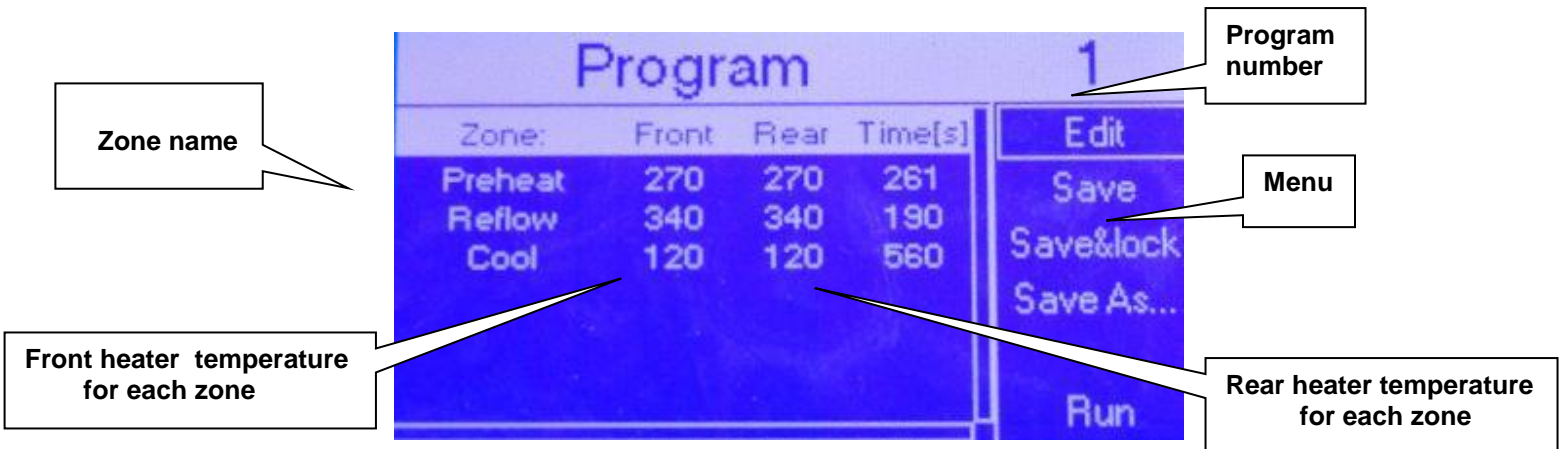 Program 1
Program
number
Zone name
Zone: Front Rear Time[s]
Preheat 270 270 261
Reflow 340 340 190
Cool 120 120 560
Edit
Save
Save&lock
Save As...
Run
Menu
Front heater temperature
for each zone
Rear heater temperature
for each zone